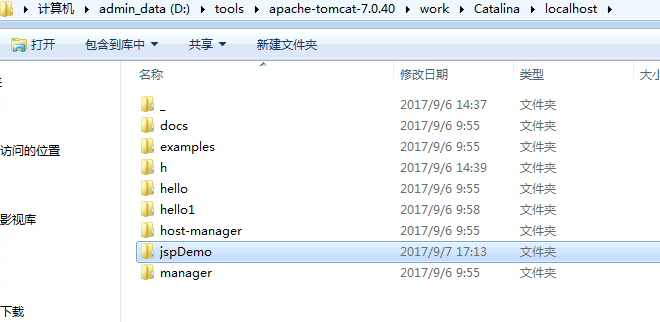 计算机 ▸ admin_data (D:) ▸ tools ▸ apache-tomcat-7.0.40 ▸ work ▸ Catalina ▸ localhost ▸
打开 包含到库中 共享 新建文件夹
名称 修改日期 类型 大小
_ 2017/9/6 14:37 文件夹
docs 2017/9/6 9:55 文件夹
examples 2017/9/6 9:55 文件夹
访问的位置
h 2017/9/6 14:39 文件夹
hello 2017/9/6 9:55 文件夹
hello1 2017/9/6 9:58 文件夹
影视库
host-manager 2017/9/6 9:55 文件夹
jspDemo 2017/9/7 17:13 文件夹
manager 2017/9/6 9:55 文件夹
下载